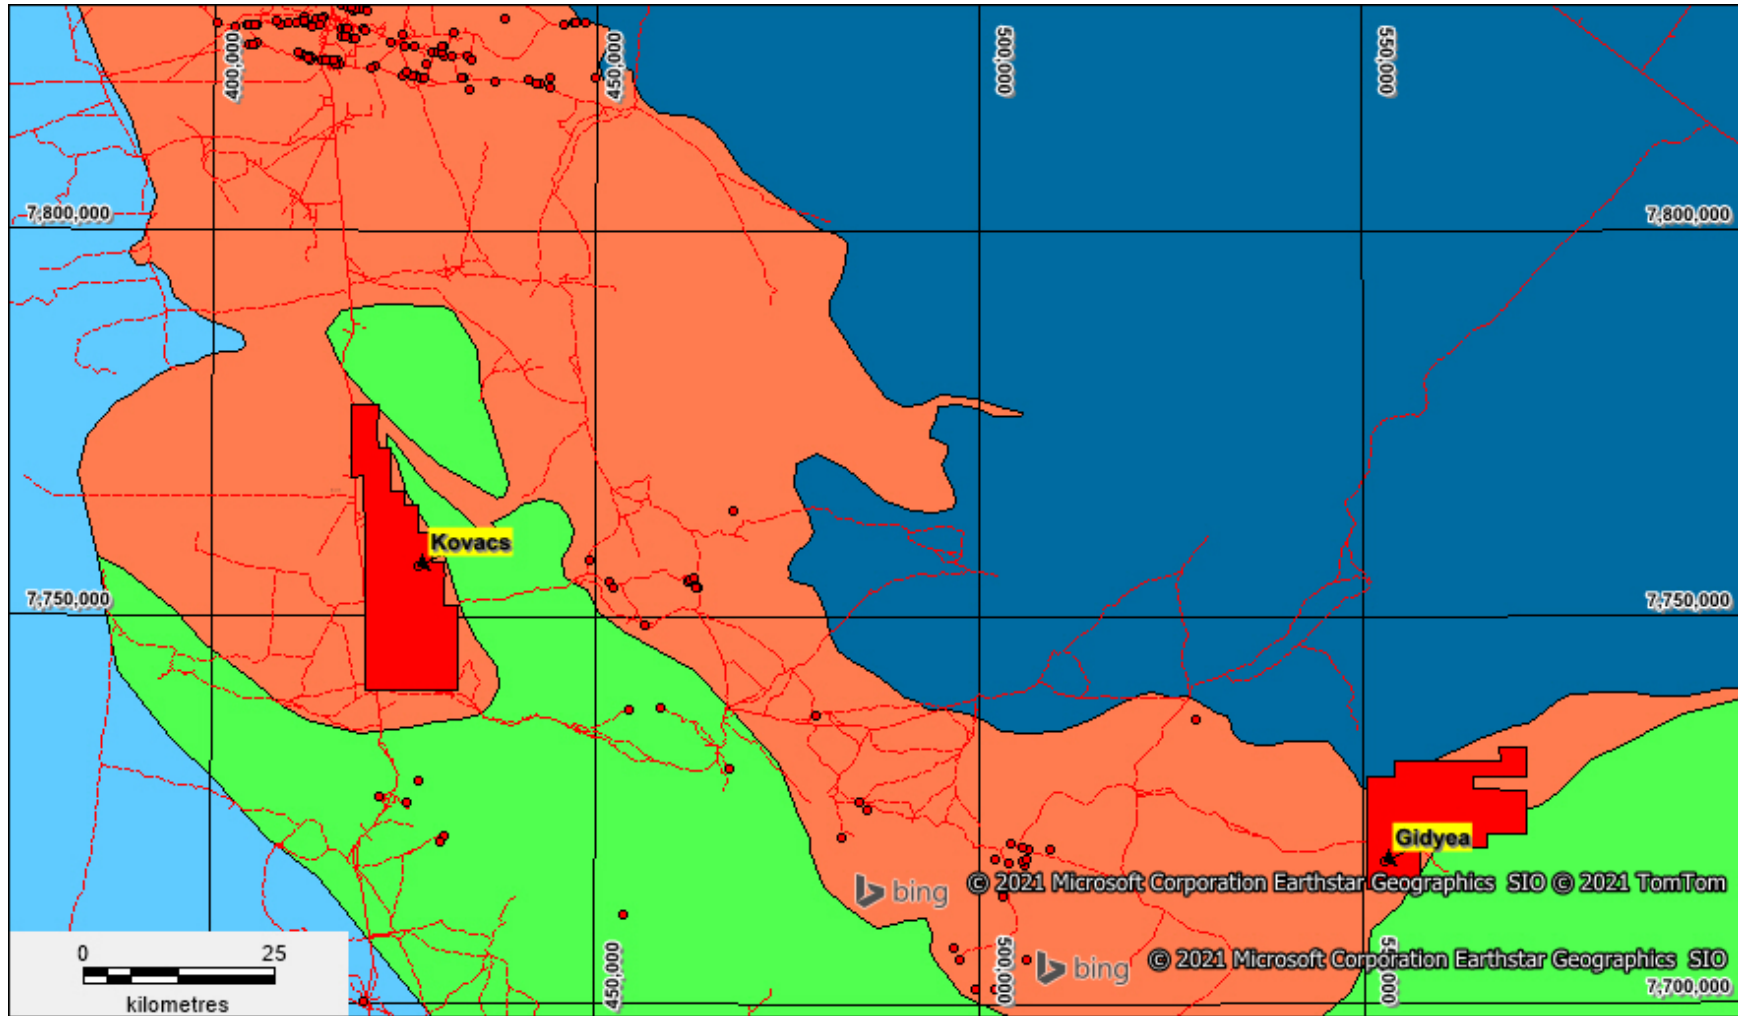 400,000
450,000
500,000
550,000
7,800,000
7,800,000
Kovacs
7,750,000
7,750,000
Gidyea
bing
© 2021 Microsoft Corporation Earthstar Geographics SIO © 2021 TomTom
bing
© 2021 Microsoft Corporation Earthstar Geographics SIO
0 25
kilometres
450,000
500,000
7,700,000